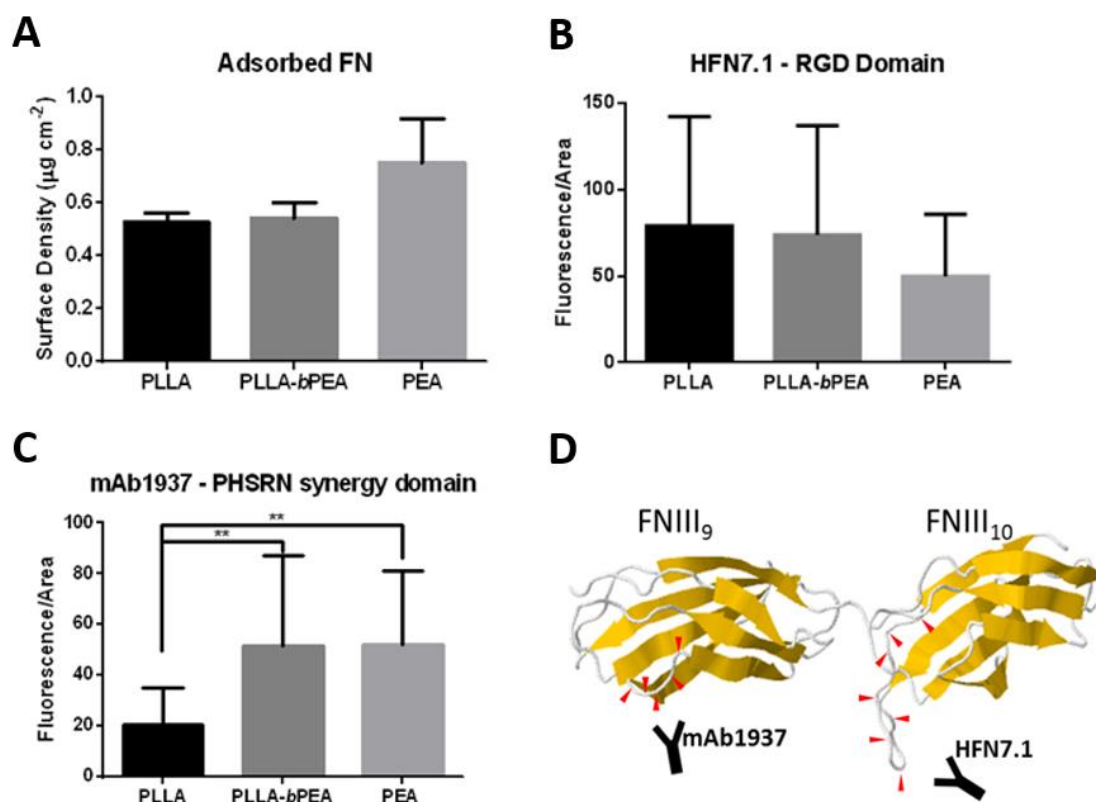 A
Adsorbed FN
Surface Density (µg cm⁻²)
1.0
0.8
0.6
0.4
0.2
0.0
PLLA
PLLA-bPEA
PEA
B
HFN7.1 - RGD Domain
Fluorescence/Area
150
100
50
0
PLLA
PLLA-bPEA
PEA
C
mAb1937 - PHSRN synergy domain
Fluorescence/Area
100
80
60
40
20
0
**
**
PLLA
PLLA-bPEA
PEA
D
FNIII₉
FNIII₁₀
mAb1937
HFN7.1